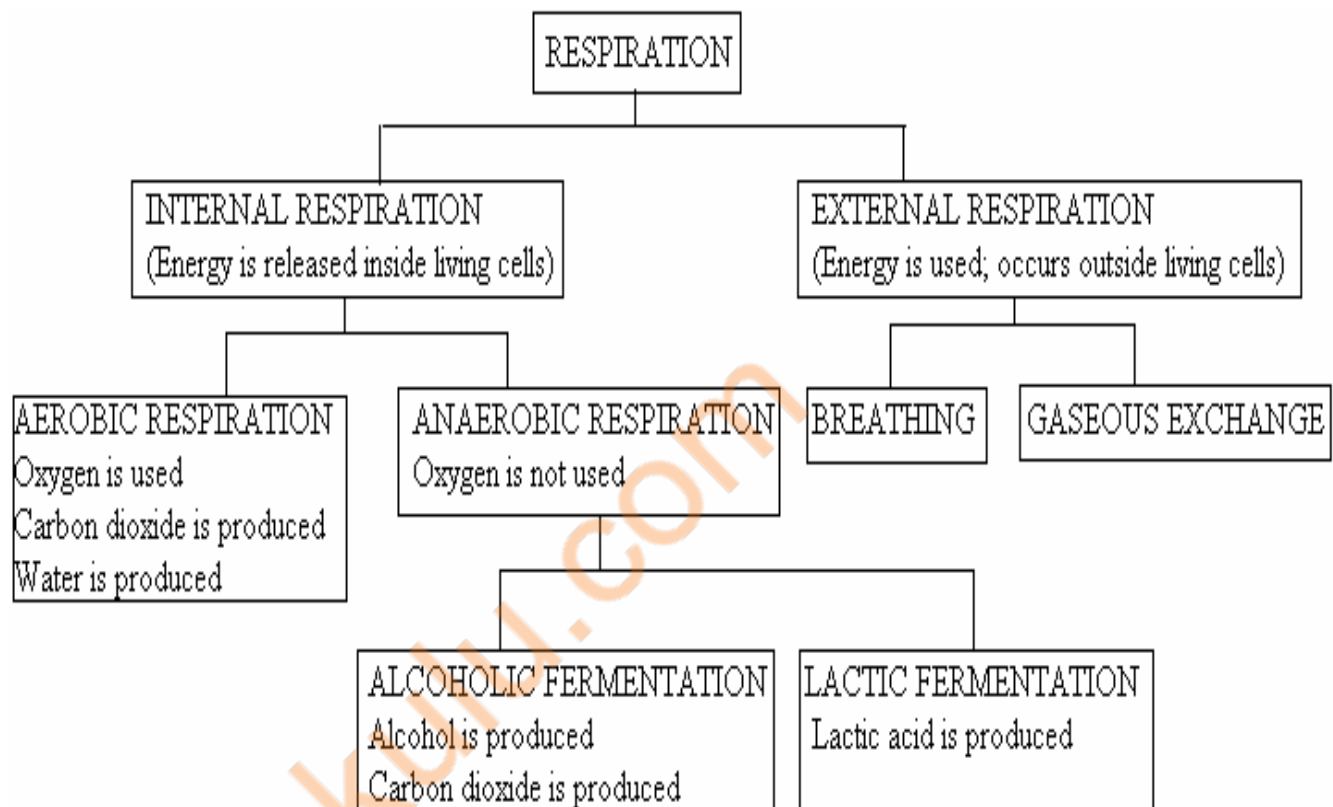 RESPIRATION
INTERNAL RESPIRATION
(Energy is released inside living cells)
EXTERNAL RESPIRATION
(Energy is used; occurs outside living cells)
AEROBIC RESPIRATION
Oxygen is used
Carbon dioxide is produced
Water is produced
ANAEROBIC RESPIRATION
Oxygen is not used
BREATHING
GASEOUS EXCHANGE
ALCOHOLIC FERMENTATION
Alcohol is produced
Carbon dioxide is produced
LACTIC FERMENTATION
Lactic acid is produced
kulu.com